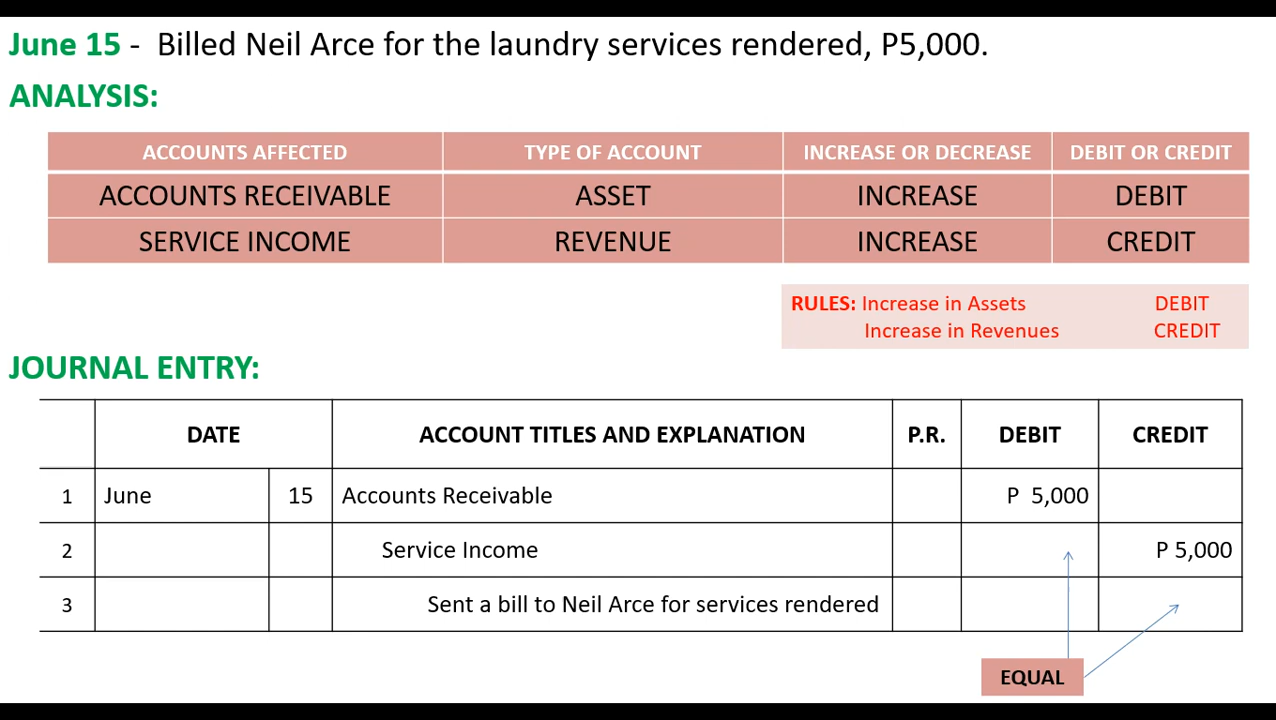 June 15 - Billed Neil Arce for the laundry services rendered, P5,000.
ANALYSIS:
ACCOUNTS AFFECTED TYPE OF ACCOUNT INCREASE OR DECREASE DEBIT OR CREDIT
ACCOUNTS RECEIVABLE ASSET INCREASE DEBIT
SERVICE INCOME REVENUE INCREASE CREDIT
RULES: Increase in Assets DEBIT
Increase in Revenues CREDIT
JOURNAL ENTRY:
DATE ACCOUNT TITLES AND EXPLANATION P.R. DEBIT CREDIT
1 June 15 Accounts Receivable P 5,000
2 Service Income P 5,000
3 Sent a bill to Neil Arce for services rendered
EQUAL